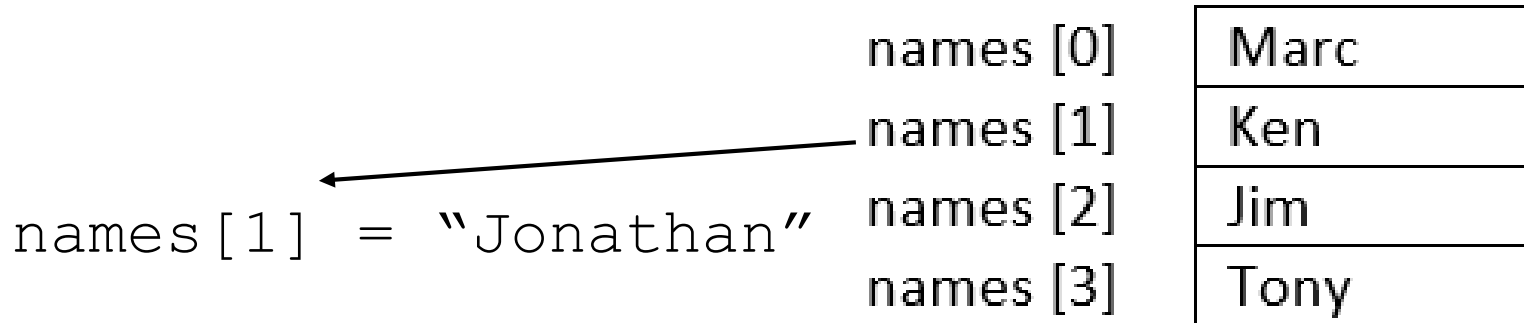 names [0] Marc
names [1] Ken
names[1] = “Jonathan”
names [2] Jim
names [3] Tony